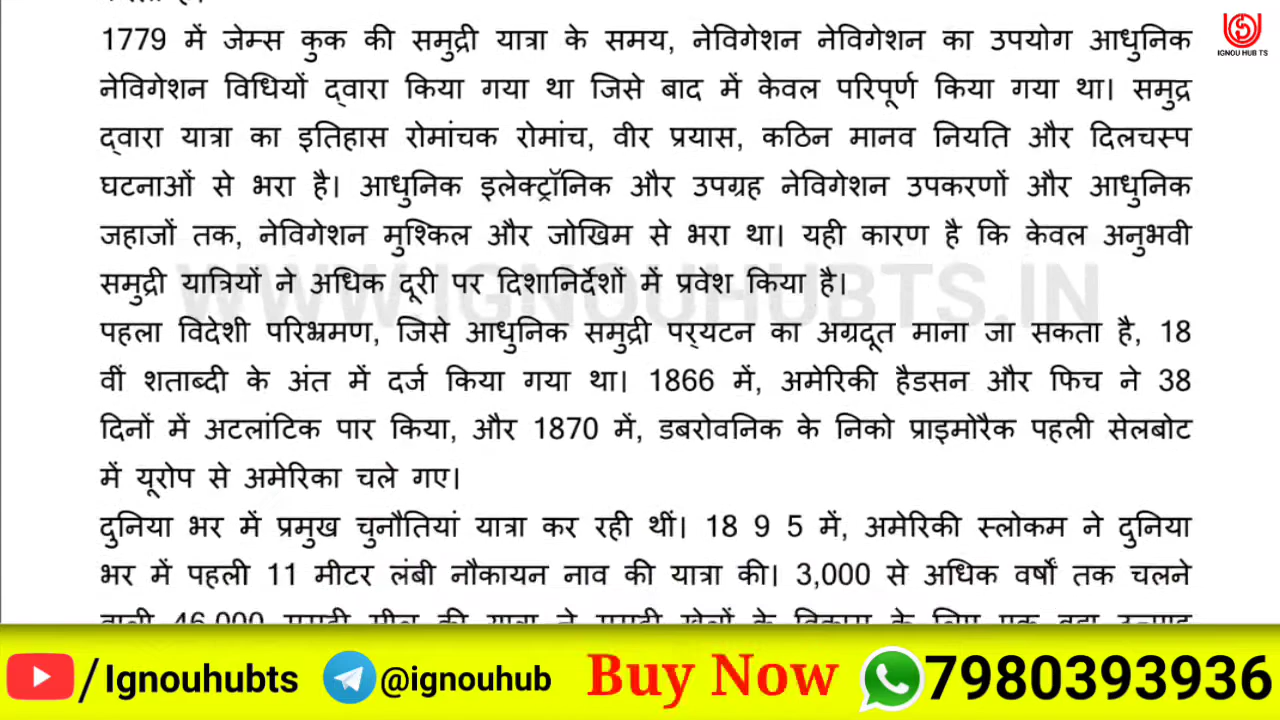 IGNOU HUB TS
1779 में जेम्स कुक की समुद्री यात्रा के समय, नेविगेशन नेविगेशन का उपयोग आधुनिक
नेविगेशन विधियों द्वारा किया गया था जिसे बाद में केवल परिपूर्ण किया गया था। समुद्र
द्वारा यात्रा का इतिहास रोमांचक रोमांच, वीर प्रयास, कठिन मानव नियति और दिलचस्प
घटनाओं से भरा है। आधुनिक इलेक्ट्रॉनिक और उपग्रह नेविगेशन उपकरणों और आधुनिक
जहाजों तक, नेविगेशन मुश्किल और जोखिम से भरा था। यही कारण है कि केवल अनुभवी
समुद्री यात्रियों ने अधिक दूरी पर दिशानिर्देशों में प्रवेश किया है।
WWW.IGNOUHUBTS.IN
पहला विदेशी परिभ्रमण, जिसे आधुनिक समुद्री पर्यटन का अग्रदूत माना जा सकता है, 18
वीं शताब्दी के अंत में दर्ज किया गया था। 1866 में, अमेरिकी हैडसन और फिच ने 38
दिनों में अटलांटिक पार किया, और 1870 में, डबरोवनिक के निको प्राइमोरैक पहली सेलबोट
में यूरोप से अमेरिका चले गए।
दुनिया भर में प्रमुख चुनौतियां यात्रा कर रही थीं। 18 9 5 में, अमेरिकी स्लोकम ने दुनिया
भर में पहली 11 मीटर लंबी नौकायन नाव की यात्रा की। 3,000 से अधिक वर्षों तक चलने
/Ignouhubts @ignouhub Buy Now 7980393936